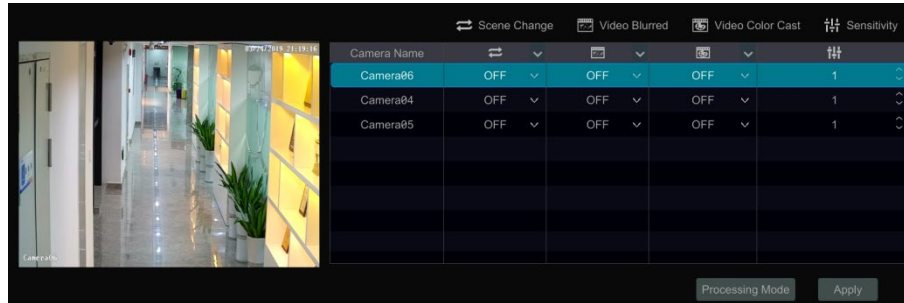 Scene Change Video Blurred Video Color Cast Sensitivity
Camera Name
Camera06 OFF OFF OFF 1
Camera04 OFF OFF OFF 1
Camera05 OFF OFF OFF 1
Camera06
Processing Mode Apply